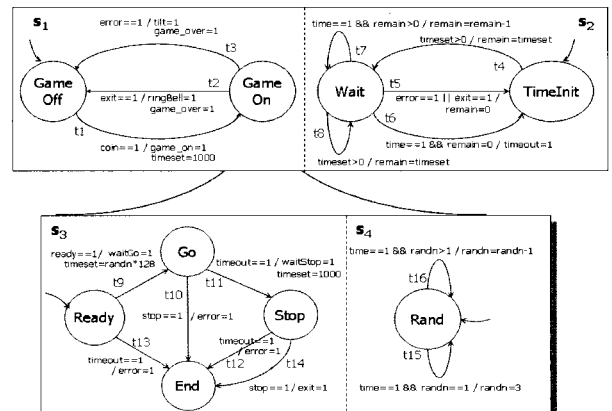 s1
error==1 / tilt=1
game_over=1
t3
Game
Off
t2
Game
On
exit==1 / ringBell=1
game_over=1
t1
coin==1 / game_on=1
timeset=1000
s2
time==1 && remain>0 / remain=remain-1
timeset>0 / remain=timeset
t7
t4
Wait
t5
TimeInit
error==1 || exit==1 /
remain=0
t6
t8
time==1 && remain=0 / timeout=1
timeset>0 / remain=timeset
s3
Go
ready==1/ waitGo=1
timeset=randn*128
timeout==1 / waitStop=1
timeset=1000
t9
t10
t11
Ready
stop==1 / error=1
Stop
t13
timeout==1
/ error=1
timeout==1
/ error=1
t12
t14
End
stop==1 / exit=1
s4
time==1 && randn>1 / randn=randn-1
t16
Rand
t15
time==1 && randn==1 / randn=3